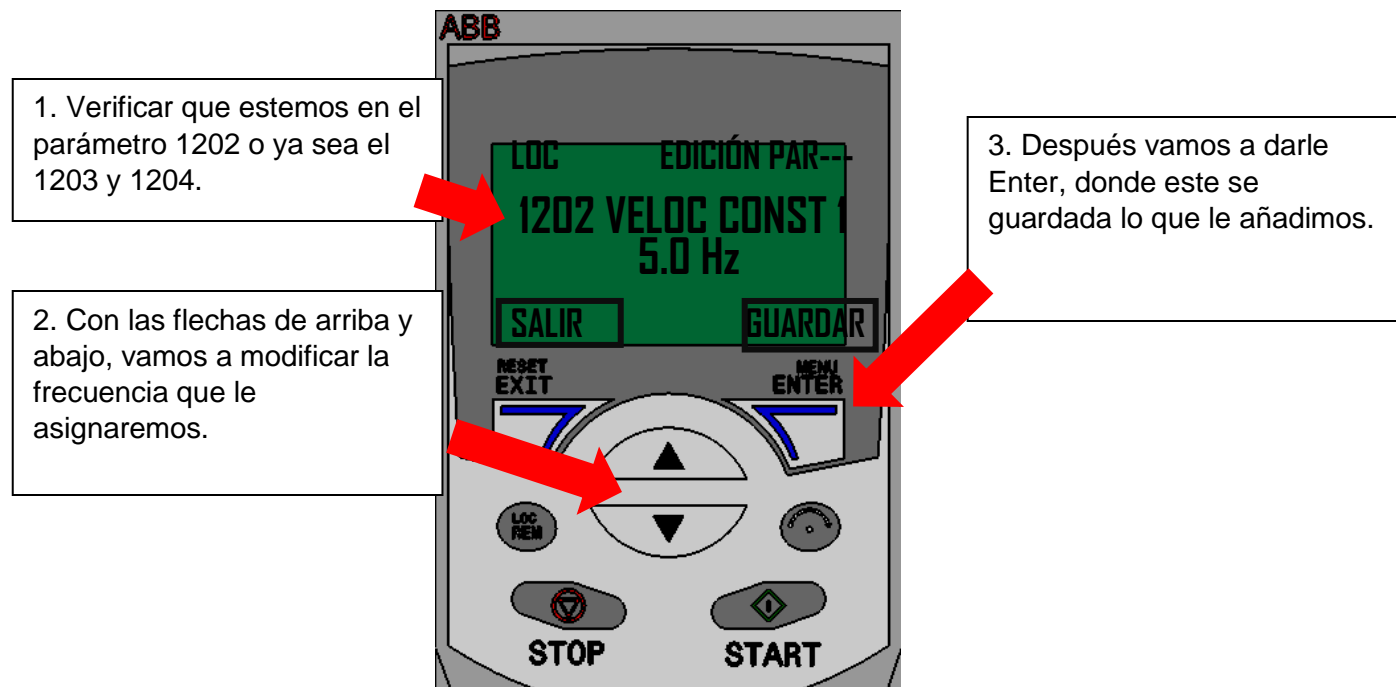 ABB
1. Verificar que estemos en el
parámetro 1202 o ya sea el
1203 y 1204.
2. Con las flechas de arriba y
abajo, vamos a modificar la
frecuencia que le
asignaremos.
LOC EDICIÓN PAR---
1202 VELOC CONST 1
5.0 Hz
SALIR GUARDAR
RESET MENU
EXIT ENTER
LOC
REM
STOP START
3. Después vamos a darle
Enter, donde este se
guardada lo que le añadimos.